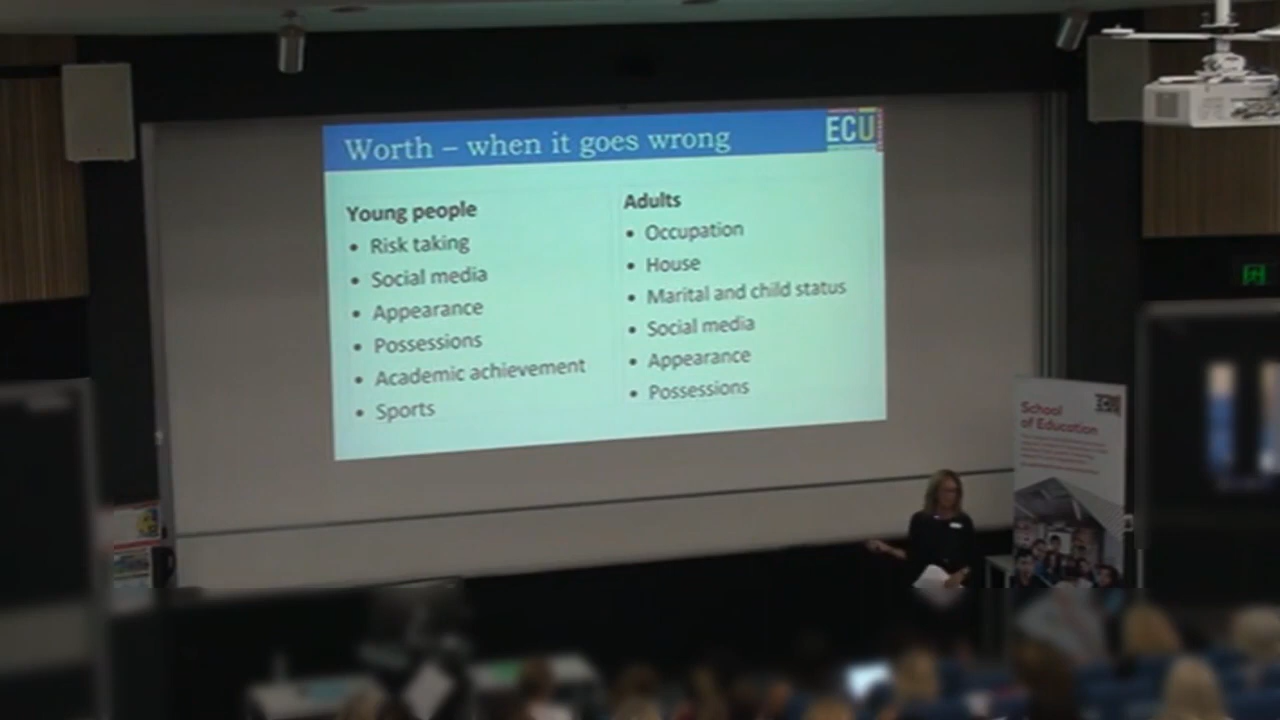 Worth – when it goes wrong
ECU
Young people
• Risk taking
• Social media
• Appearance
• Possessions
• Academic achievement
• Sports
Adults
• Occupation
• House
• Marital and child status
• Social media
• Appearance
• Possessions
School
of Education